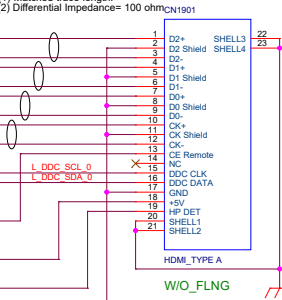 2) Differential Impedance= 100 ohm
CN1901
1 D2+ SHELL3 22
2 D2 Shield SHELL4 23
3 D2-
4 D1+
5 D1 Shield
6 D1-
7 D0+
8 D0 Shield
9 D0-
10 CK+
11 CK Shield
12 CK-
13 CE Remote
14 NC
L_DDC_SCL_0 15 DDC CLK
L_DDC_SDA_0 16 DDC DATA
17 GND
18 +5V
19 HP DET
20 SHELL1
21 SHELL2
HDMI_TYPE A
W/O_FLNG